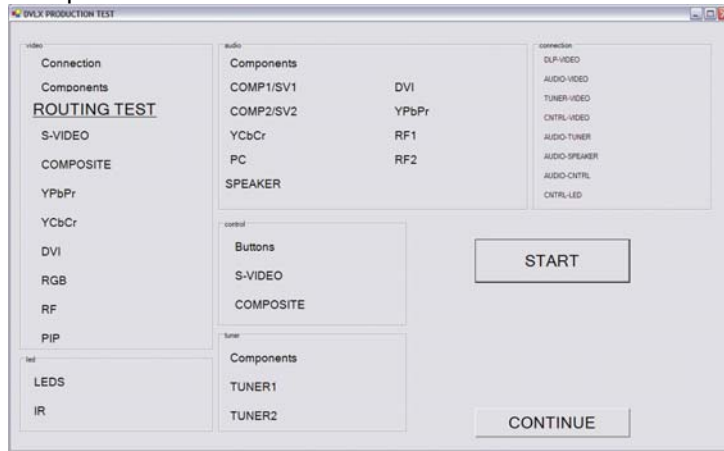 DVLX PRODUCTION TEST
video
Connection
Components
ROUTING TEST
S-VIDEO
COMPOSITE
YPbPr
YCbCr
DVI
RGB
RF
PIP
led
LEDS
IR
audio
Components
COMP1/SV1
DVI
COMP2/SV2
YPbPr
YCbCr
RF1
PC
RF2
SPEAKER
control
Buttons
S-VIDEO
COMPOSITE
tuner
Components
TUNER1
TUNER2
connection
DLP-VIDEO
AUDIO-VIDEO
TUNER-VIDEO
CNTRL-VIDEO
AUDIO-TUNER
AUDIO-SPEAKER
AUDIO-CNTRL
CNTRL-LED
START
CONTINUE